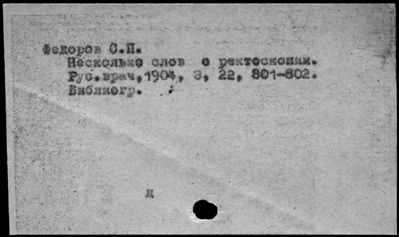 Федоров С.П.
Несколько слов о ректоскопии.
Рус.врач,1904, 3, 22, 801-802.
Библиогр.
Д